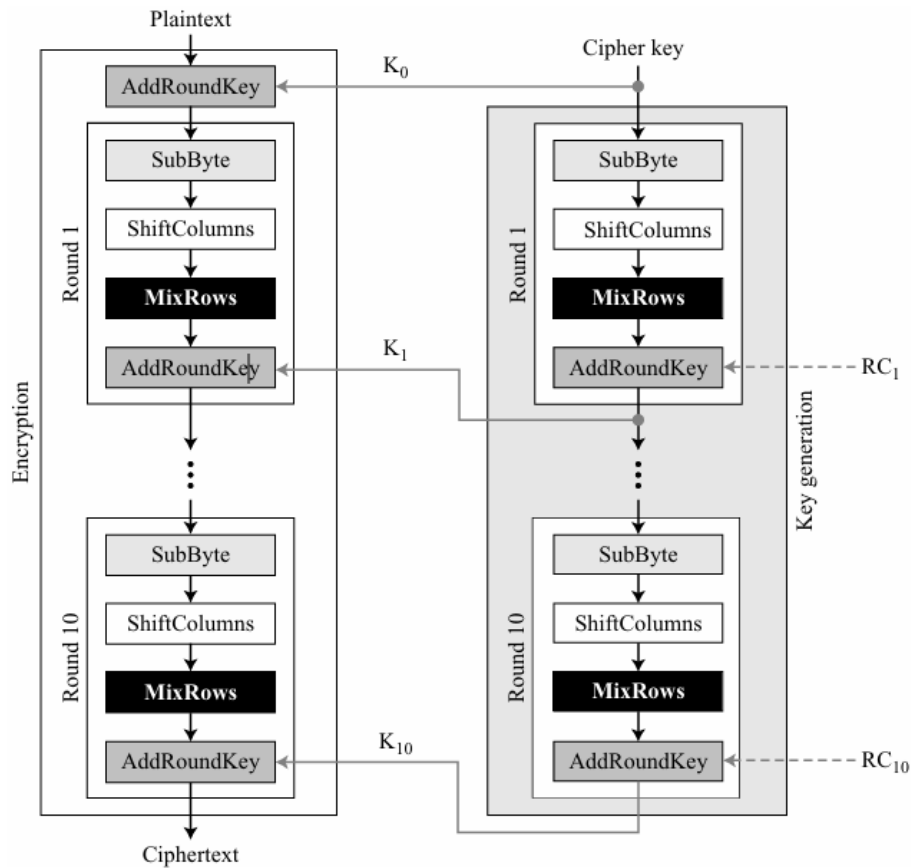 Plaintext
Cipher key
K₀
AddRoundKey
SubByte
ShiftColumns
MixRows
AddRoundKey
Round 1
K₁
SubByte
ShiftColumns
MixRows
AddRoundKey
Round 1
RC₁
Encryption
Key generation
SubByte
ShiftColumns
MixRows
AddRoundKey
Round 10
K₁₀
SubByte
ShiftColumns
MixRows
AddRoundKey
Round 10
RC₁₀
Ciphertext